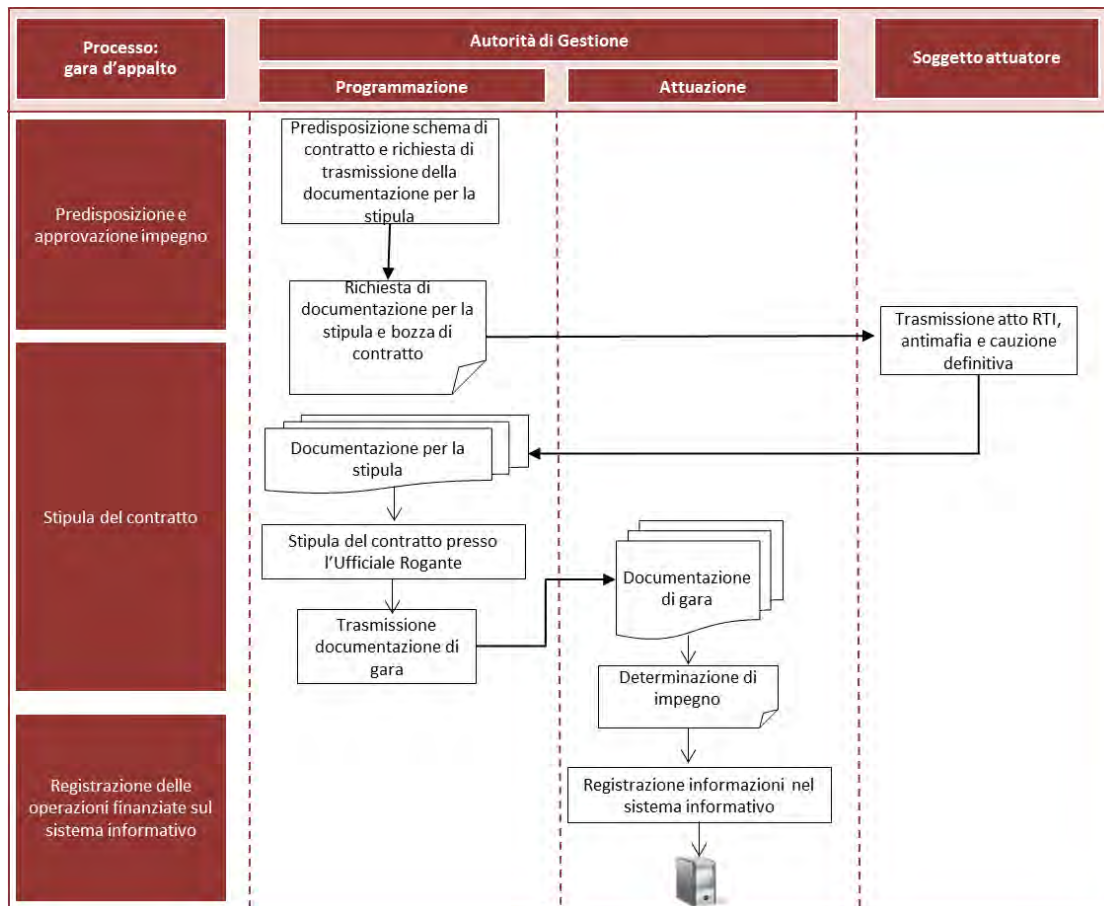 Processo:
gara d'appalto
Autorità di Gestione
Soggetto attuatore
Programmazione
Attuazione
Predisposizione e
approvazione impegno
Predisposizione schema di
contratto e richiesta di
trasmissione della
documentazione per la
stipula
Richiesta di
documentazione per la
stipula e bozza di
contratto
Trasmissione atto RTI,
antimafia e cauzione
definitiva
Stipula del contratto
Documentazione per la
stipula
Stipula del contratto presso
l'Ufficiale Rogante
Trasmissione
documentazione di
gara
Documentazione
di gara
Determinazione di
impegno
Registrazione delle
operazioni finanziate sul
sistema informativo
Registrazione informazioni nel
sistema informativo